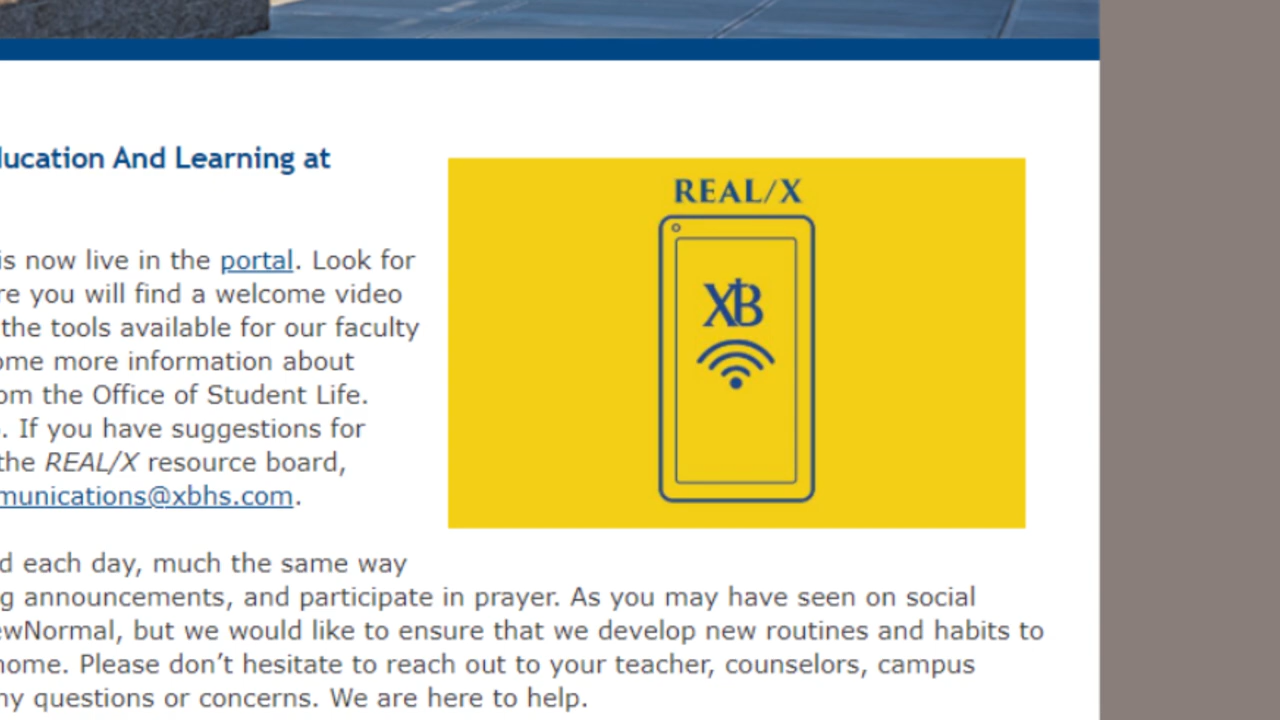 Education And Learning at
is now live in the portal. Look for
you will find a welcome video
the tools available for our faculty
more information about
the Office of Student Life.
If you have suggestions for
the REAL/X resource board,
munications@xbhs.com.
REAL/X
XB
each day, much the same way
announcements, and participate in prayer. As you may have seen on social
ewNormal, but we would like to ensure that we develop new routines and habits to
home. Please don’t hesitate to reach out to your teacher, counselors, campus
questions or concerns. We are here to help.